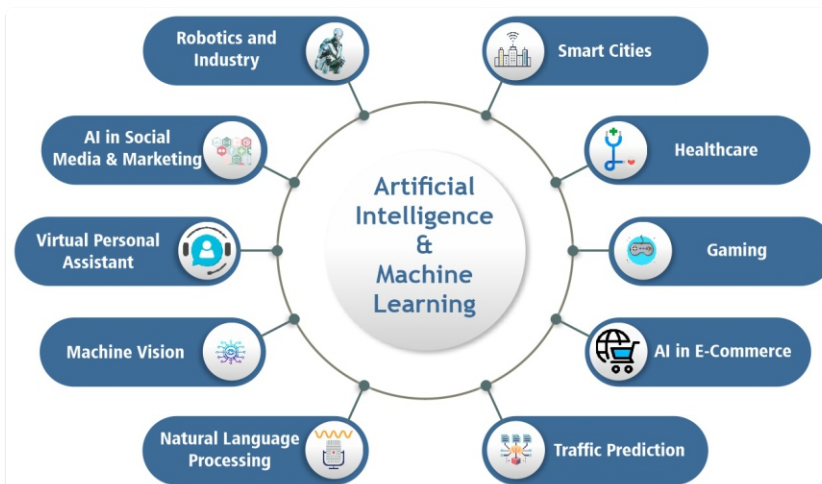 Robotics and
Industry
Smart Cities
AI in Social
Media & Marketing
Healthcare
Artificial
Intelligence
&
Machine
Learning
Virtual Personal
Assistant
Gaming
Machine Vision
AI in E-Commerce
Natural Language
Processing
Traffic Prediction